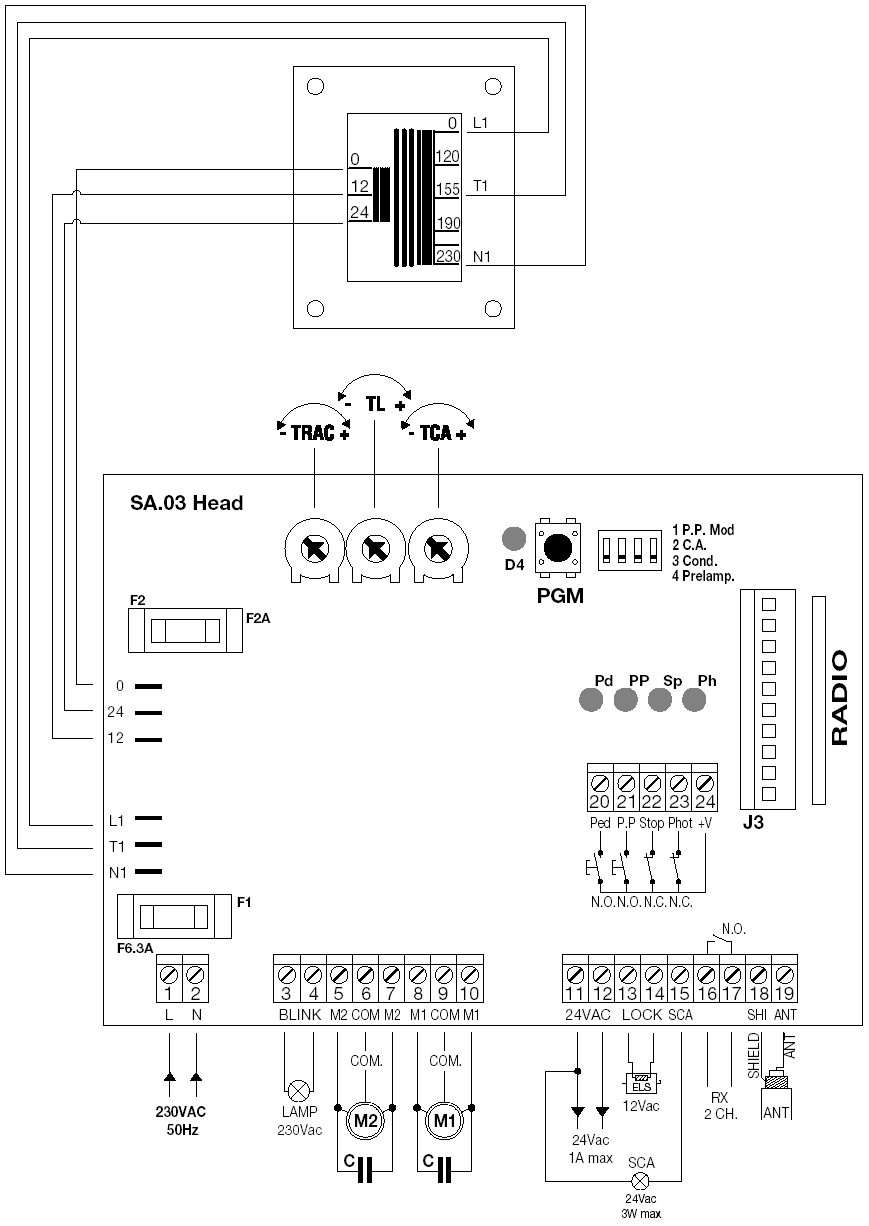 0 L1
0 120
12 155 T1
24 190
230 N1
- TL +
- TRAC + - TCA +
SA.03 Head
1 P.P. Mod
2 C.A.
3 Cond.
4 Prelamp.
D4
PGM
F2
F2A
Pd PP Sp Ph
RADIO
0
24
12
20 21 22 23 24
Ped P.P Stop Phot +V
J3
L1
T1
N1
N.O. N.O. N.C. N.C.
F1
F6.3A
N.O.
1 2 3 4 5 6 7 8 9 10 11 12 13 14 15 16 17 18 19
L N BLINK M2 COM M2 M1 COM M1 24VAC LOCK SCA SHI ANT
COM. COM.
SHIELD ANT
ELS
230VAC
50Hz
LAMP
230Vac
M2 M1
12Vac
RX
2 CH.
ANT
24Vac
1A max
C C
SCA
24Vac
3W max